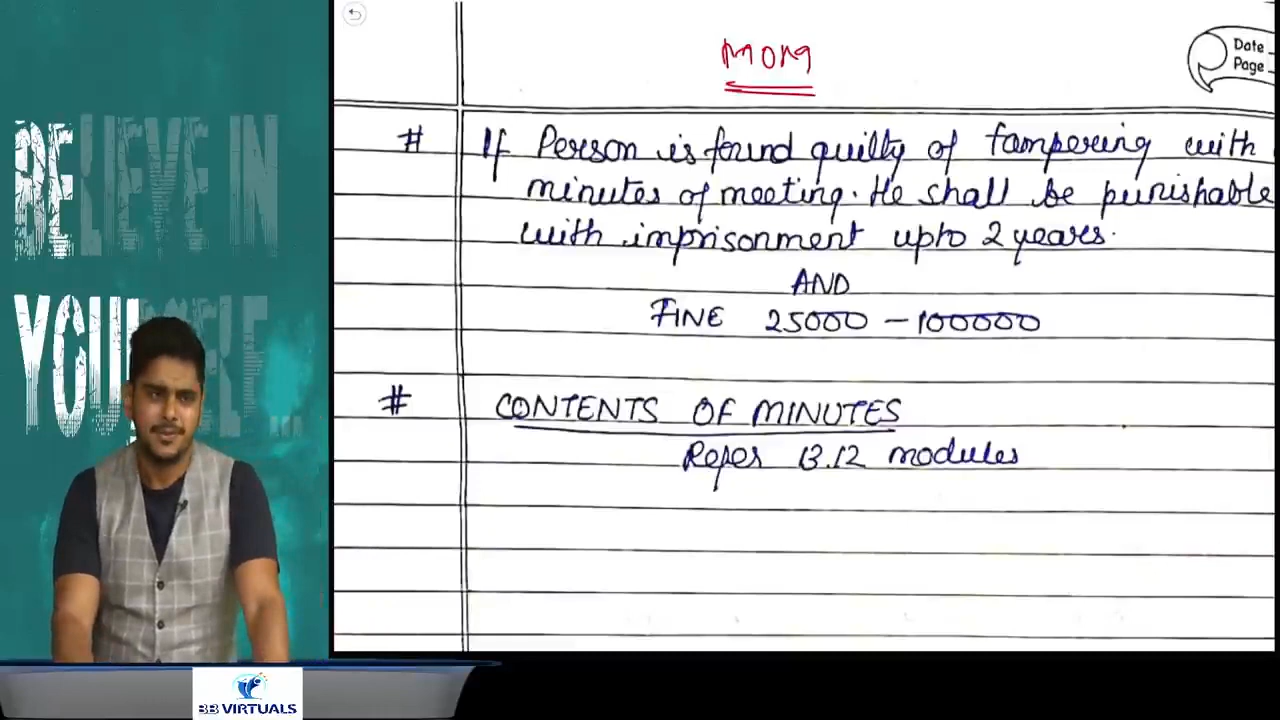 BELIEVE IN
YOURSELF...
MOM
Date
Page
# If Person is found guilty of tampering with
minutes of meeting. He shall be punishable
with imprisonment upto 2 years.
AND
FINE 25000 - 100000
# CONTENTS OF MINUTES
Refer 13.12 modules
BB VIRTUALS